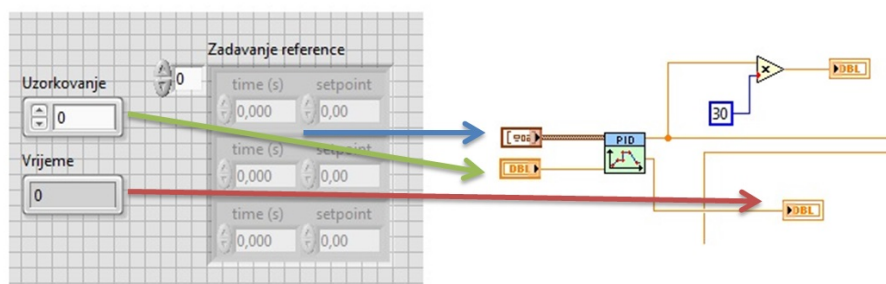 Zadavanje reference
Uzorkovanje
0
0
time (s) setpoint
0,000 0,00
time (s) setpoint
0,000 0,00
time (s) setpoint
0,000 0,00
Vrijeme
0
DBL
30
PID
DBL
DBL